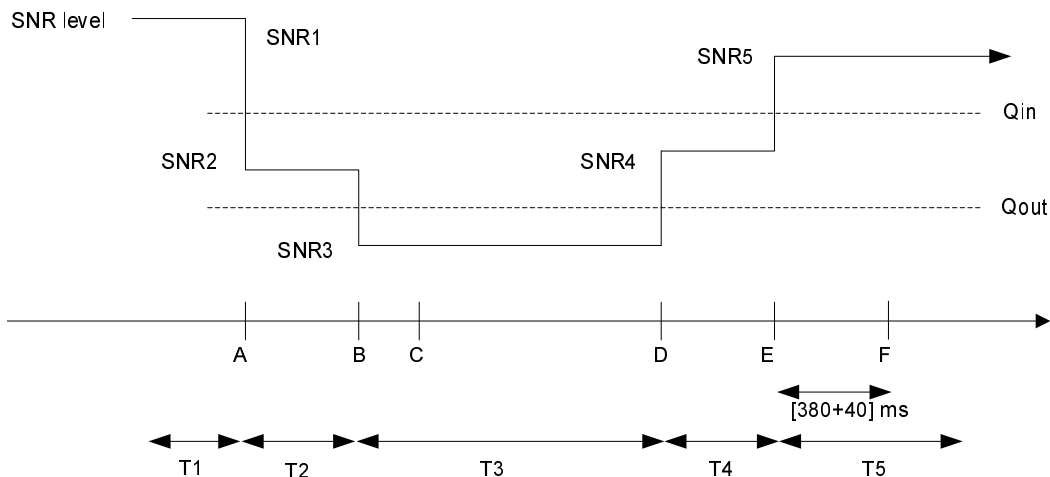 SNR level
SNR1
SNR5
Qin
SNR2
SNR4
Qout
SNR3
A
B
C
D
E
F
[380+40] ms
T1
T2
T3
T4
T5